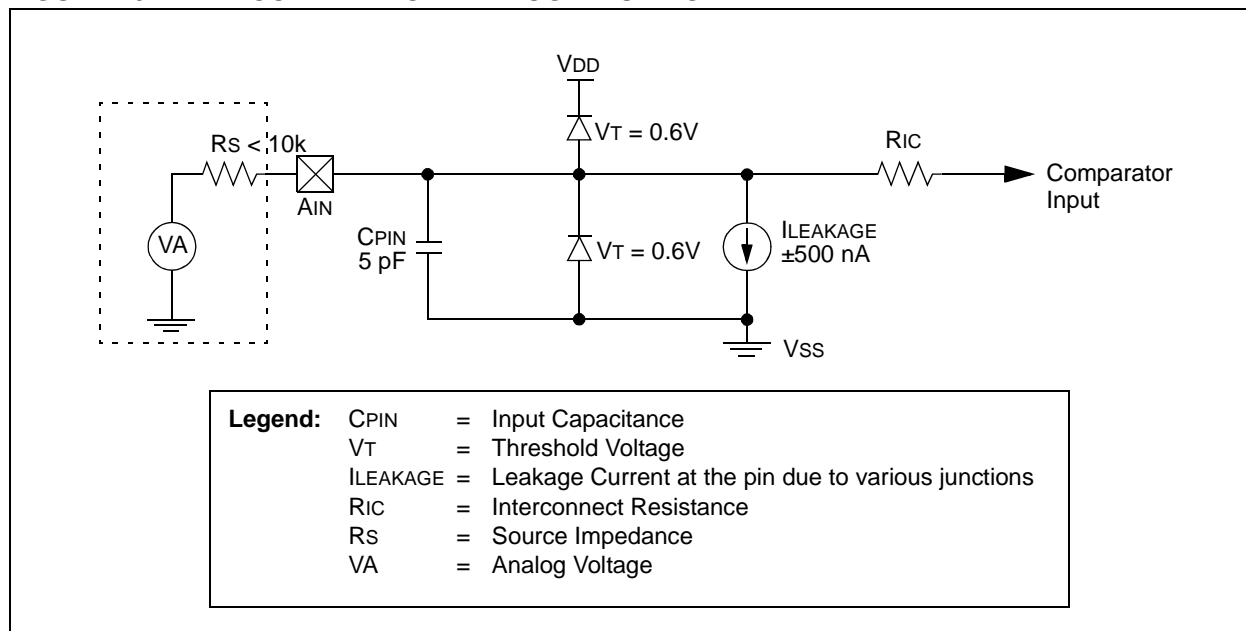 VDD
VT = 0.6V
RS < 10k
RIC
AIN
Comparator
Input
VA
CPIN
5 pF
VT = 0.6V
ILEAKAGE
±500 nA
VSS
Legend: CPIN = Input Capacitance
VT = Threshold Voltage
ILEAKAGE = Leakage Current at the pin due to various junctions
RIC = Interconnect Resistance
RS = Source Impedance
VA = Analog Voltage